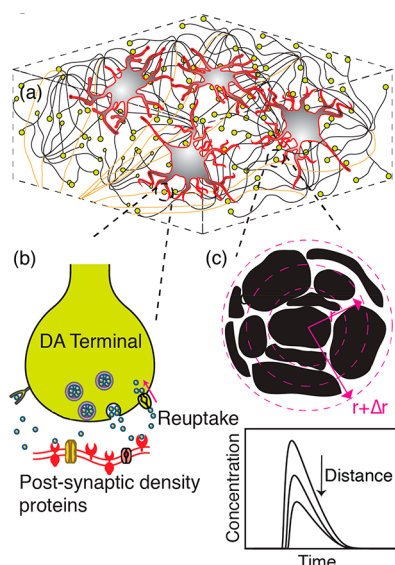 (a)
(b)
(c)
DA Terminal
r
r+Δr
Reuptake
Post-synaptic density
proteins
Concentration
Distance
Time